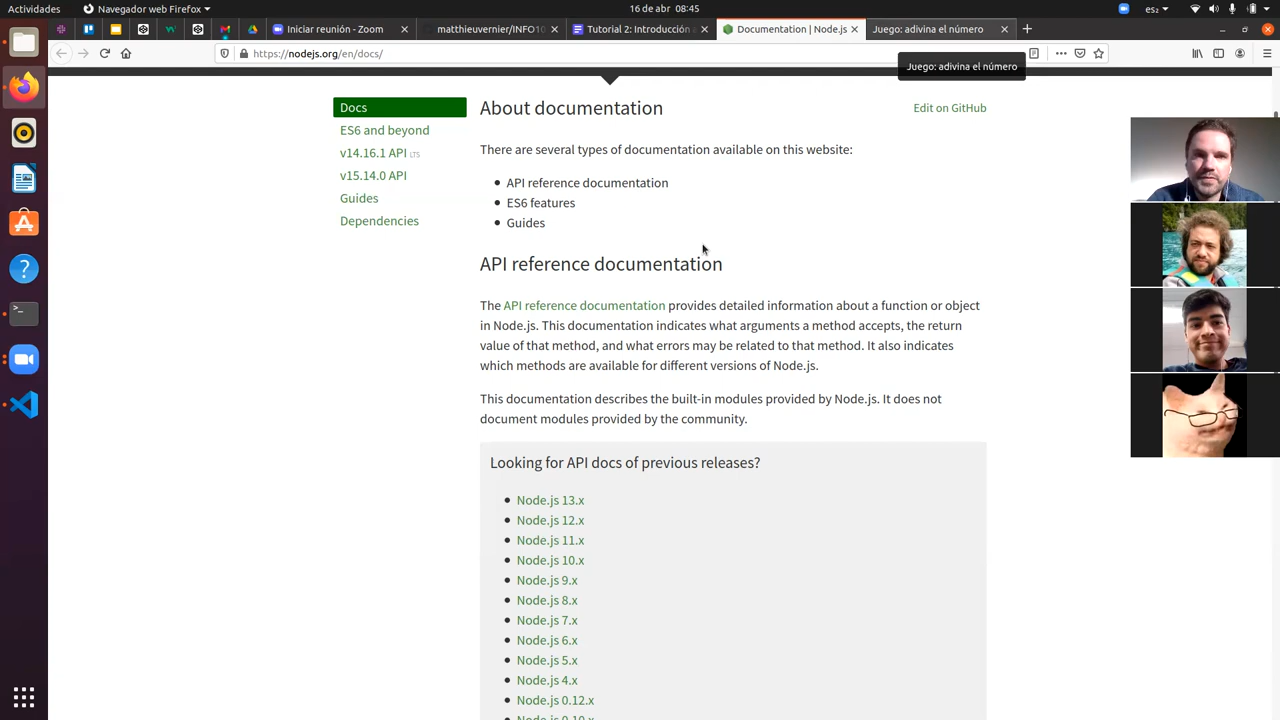 Actividades
Navegador web Firefox
16 de abr 08:45
es₂
Iniciar reunión - Zoom
matthieuvernier/INFO10
Tutorial 2: Introducción
Documentation | Node.js
Juego: adivina el número
https://nodejs.org/en/docs/
Juego: adivina el número
Docs
ES6 and beyond
v14.16.1 API LTS
v15.14.0 API
Guides
Dependencies
About documentation
Edit on GitHub
There are several types of documentation available on this website:
API reference documentation
ES6 features
Guides
API reference documentation
The API reference documentation provides detailed information about a function or object
in Node.js. This documentation indicates what arguments a method accepts, the return
value of that method, and what errors may be related to that method. It also indicates
which methods are available for different versions of Node.js.
This documentation describes the built-in modules provided by Node.js. It does not
document modules provided by the community.
Looking for API docs of previous releases?
Node.js 13.x
Node.js 12.x
Node.js 11.x
Node.js 10.x
Node.js 9.x
Node.js 8.x
Node.js 7.x
Node.js 6.x
Node.js 5.x
Node.js 4.x
Node.js 0.12.x
Node.js 0.10.x